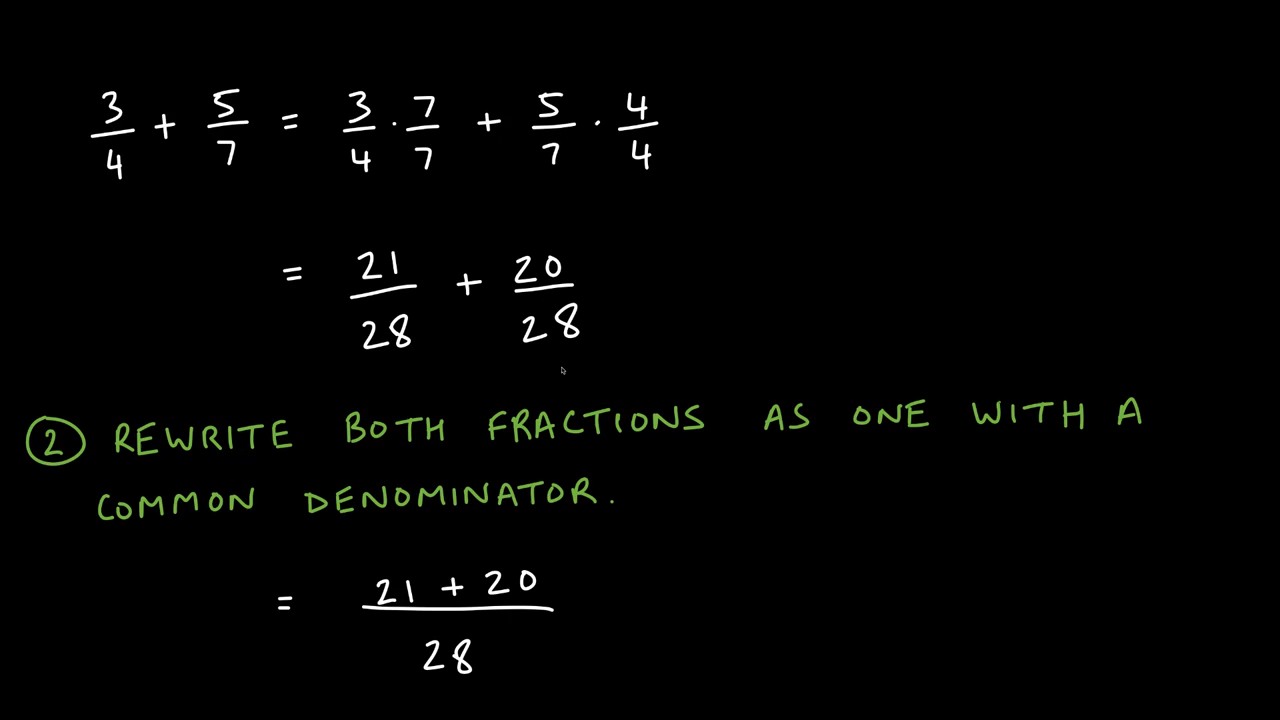 3/4 + 5/7 = 3/4 · 7/7 + 5/7 · 4/4
= 21/28 + 20/28
② REWRITE BOTH FRACTIONS AS ONE WITH A
COMMON DENOMINATOR.
= 21 + 20 / 28